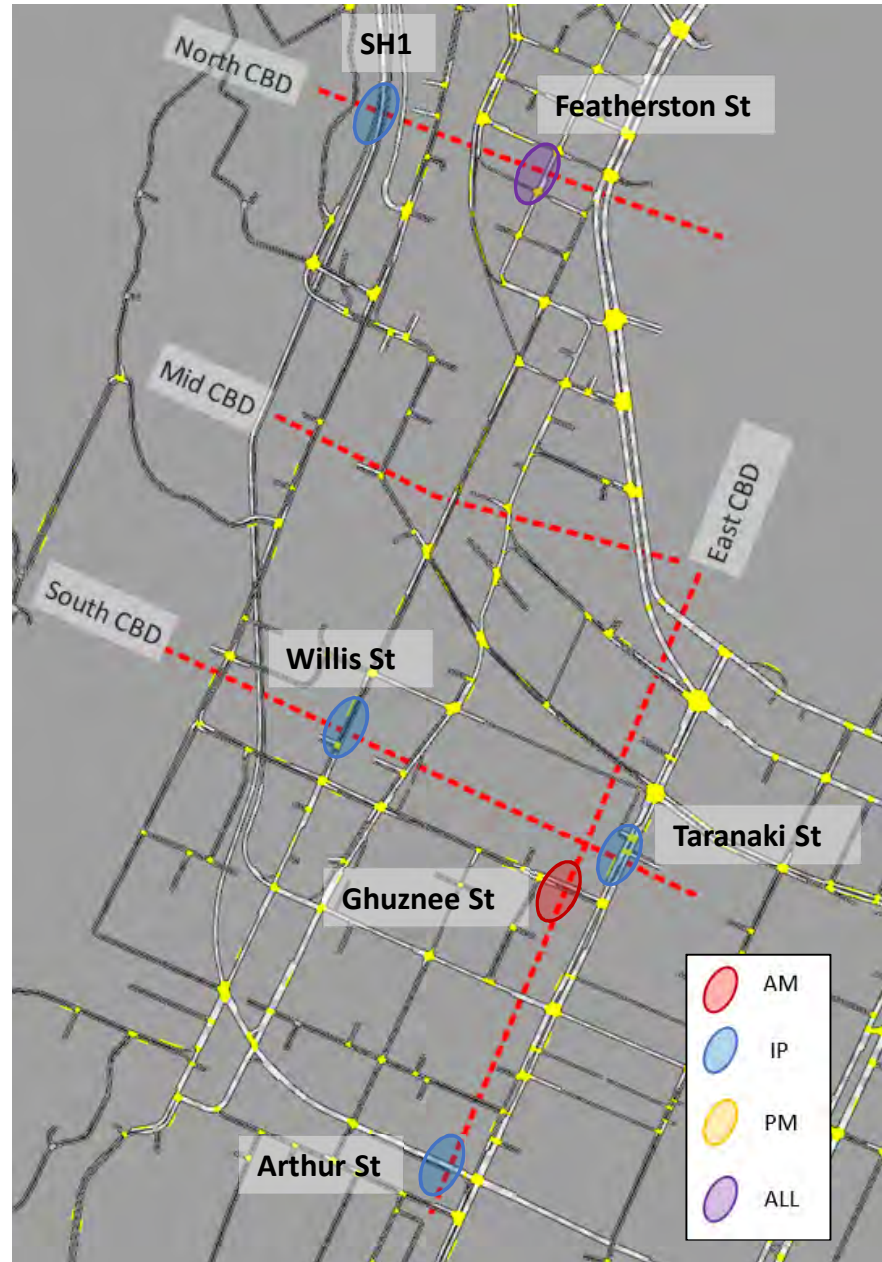 SH1
North CBD
Featherston St
Mid CBD
East CBD
South CBD
Willis St
Taranaki St
Ghuznee St
Arthur St
AM
IP
PM
ALL